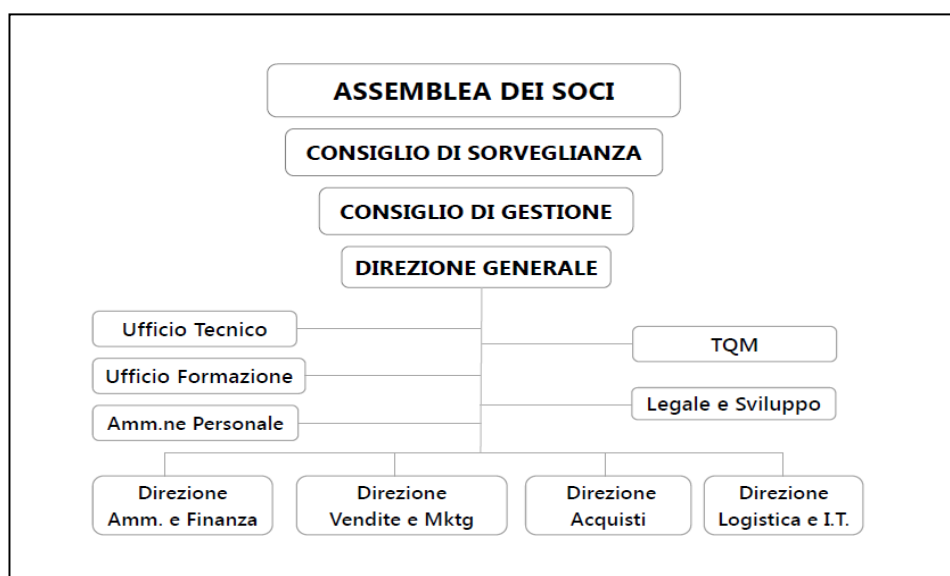 ASSEMBLEA DEI SOCI
CONSIGLIO DI SORVEGLIANZA
CONSIGLIO DI GESTIONE
DIREZIONE GENERALE
Ufficio Tecnico
TQM
Ufficio Formazione
Legale e Sviluppo
Amm.ne Personale
Direzione
Amm. e Finanza
Direzione
Vendite e Mktg
Direzione
Acquisti
Direzione
Logistica e I.T.